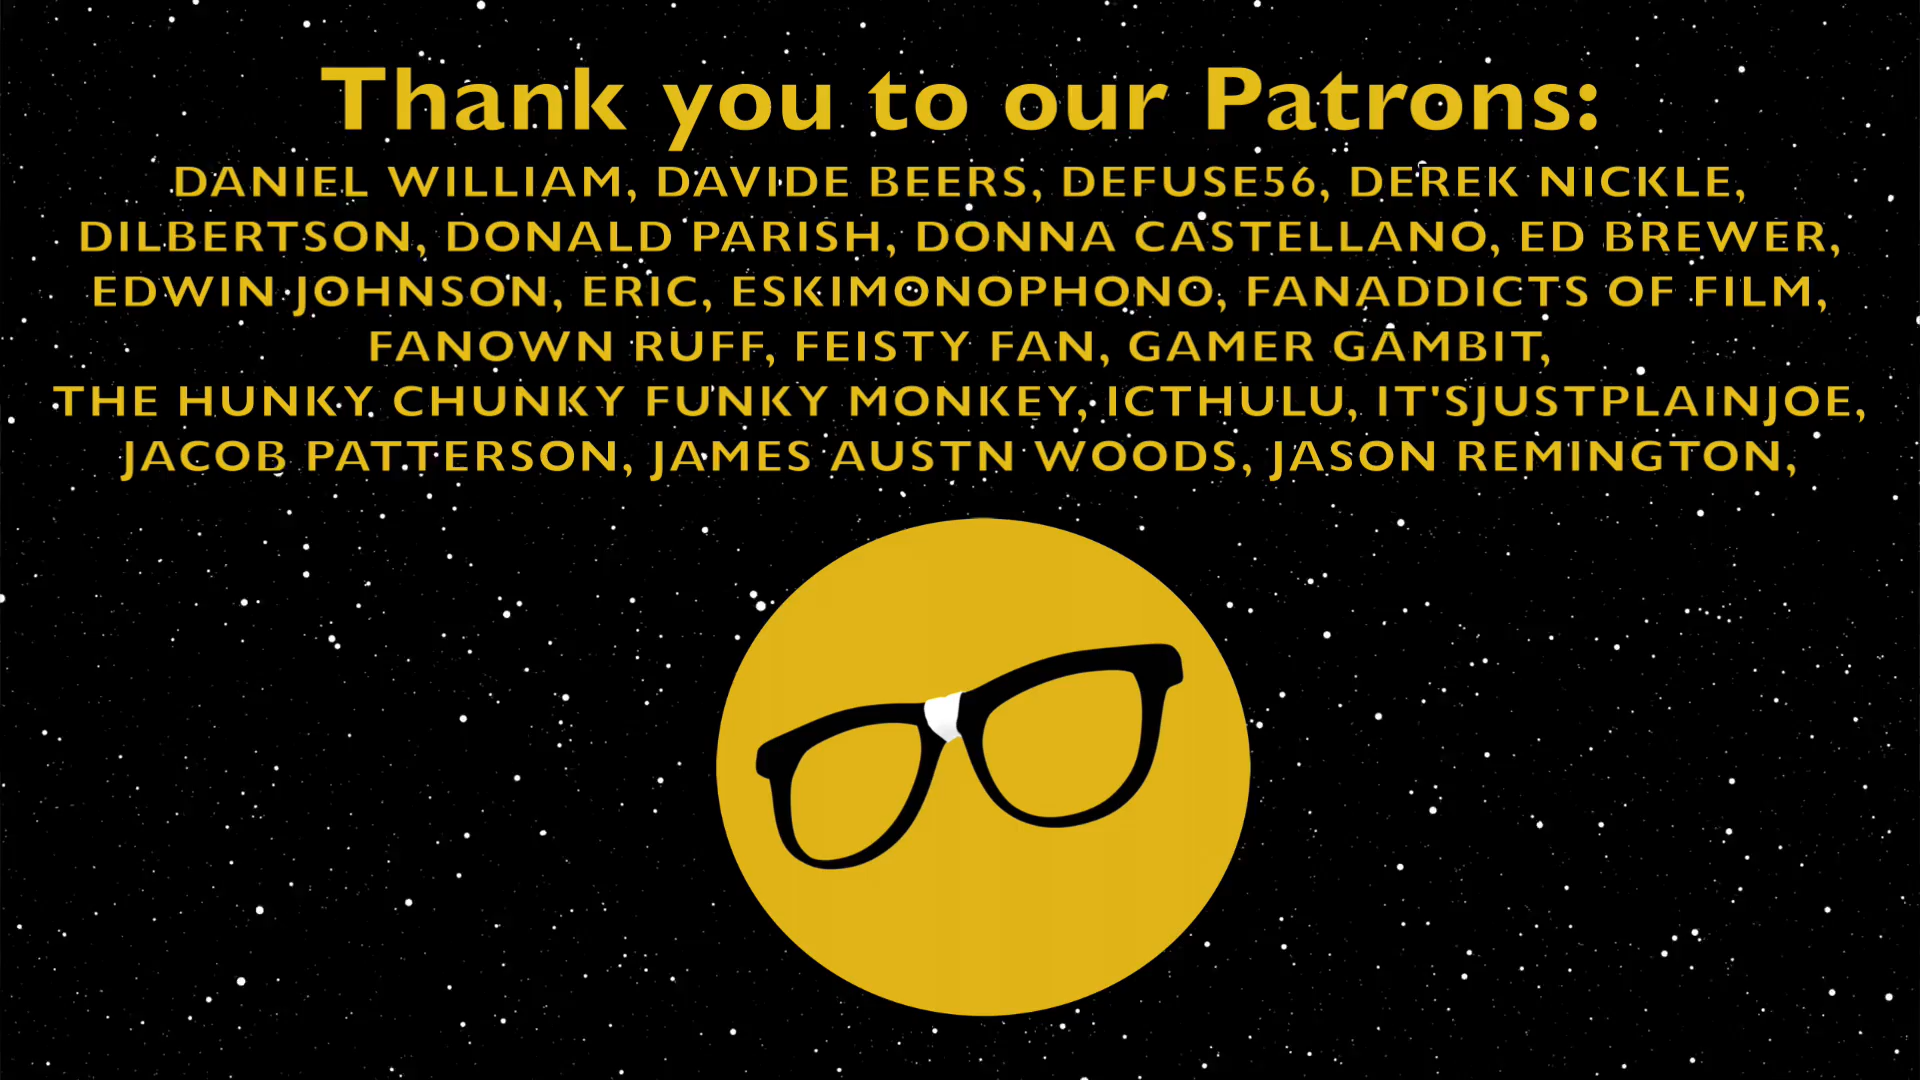 Thank you to our Patrons:
DANIEL WILLIAM, DAVIDE BEERS, DEFUSE56, DEREK NICKLE,
DILBERTSON, DONALD PARISH, DONNA CASTELLANO, ED BREWER,
EDWIN JOHNSON, ERIC, ESKIMONOPHONO, FANADDICTS OF FILM,
FANOWN RUFF, FEISTY FAN, GAMER GAMBIT,
THE HUNKY CHUNKY FUNKY MONKEY, ICTHULU, IT'SJUSTPLAINJOE,
JACOB PATTERSON, JAMES AUSTN WOODS, JASON REMINGTON,